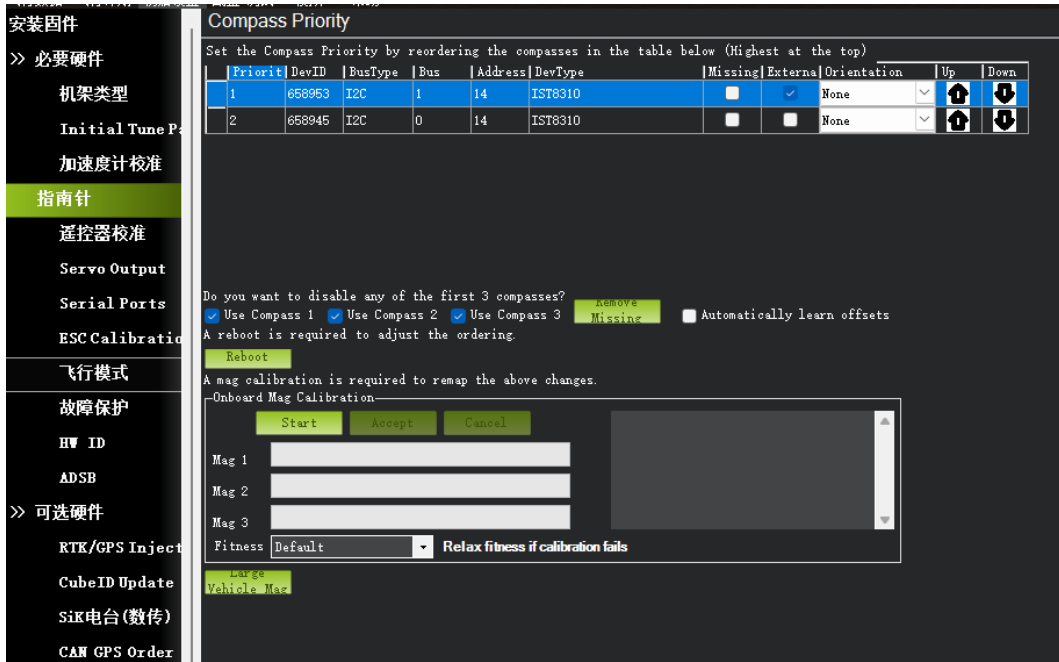 安装固件
>> 必要硬件
机架类型
Initial Tune Pa
加速度计校准
指南针
遥控器校准
Servo Output
Serial Ports
ESC Calibratio
飞行模式
故障保护
HW ID
ADSB
>> 可选硬件
RTK/GPS Inject
CubeID Update
SiK电台(数传)
CAN GPS Order
Compass Priority
Set the Compass Priority by reordering the compasses in the table below (Highest at the top)
Priorit DevID BusType Bus Address DevType Missing Externa Orientation Up Down
1 658953 I2C 1 14 IST8310 None
2 658945 I2C 0 14 IST8310 None
Do you want to disable any of the first 3 compasses?
Use Compass 1 Use Compass 2 Use Compass 3 Remove Missing Automatically learn offsets
A reboot is required to adjust the ordering.
Reboot
A mag calibration is required to remap the above changes.
Onboard Mag Calibration
Start Accept Cancel
Mag 1
Mag 2
Mag 3
Fitness Default Relax fitness if calibration fails
Large
Vehicle Mag